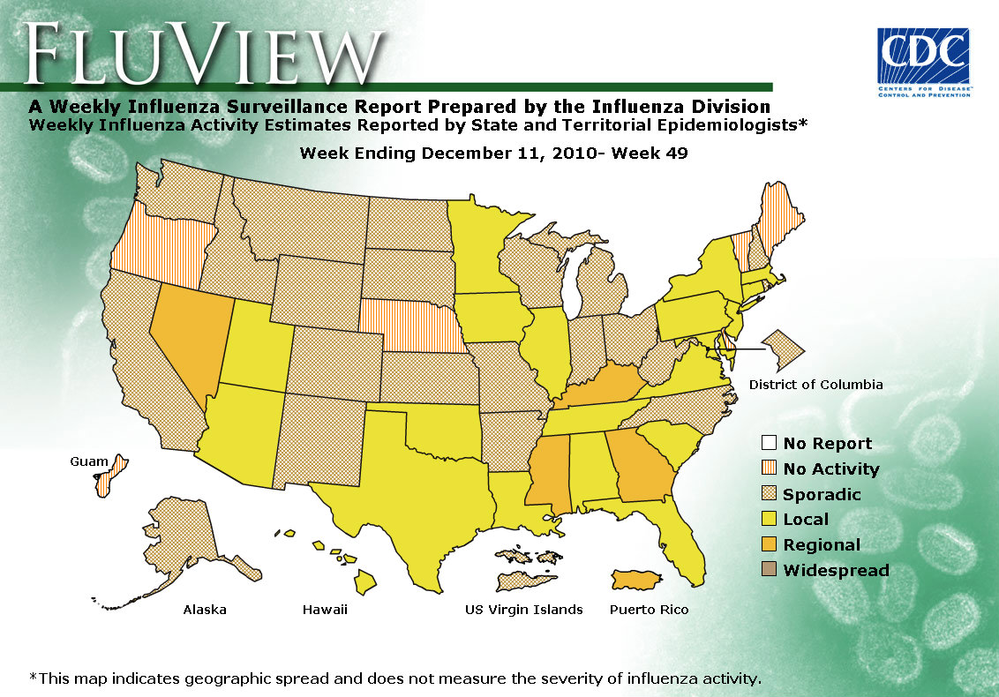 FLUVIEW
CDC
CENTERS FOR DISEASE™
CONTROL AND PREVENTION
A Weekly Influenza Surveillance Report Prepared by the Influenza Division
Weekly Influenza Activity Estimates Reported by State and Territorial Epidemiologists*
Week Ending December 11, 2010- Week 49
District of Columbia
No Report
Guam
No Activity
Sporadic
Local
Regional
Widespread
Alaska
Hawaii
US Virgin Islands
Puerto Rico
*This map indicates geographic spread and does not measure the severity of influenza activity.